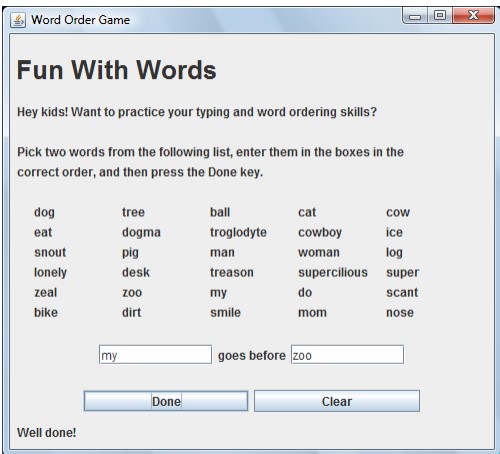 Word Order Game
Fun With Words
Hey kids! Want to practice your typing and word ordering skills?
Pick two words from the following list, enter them in the boxes in the
correct order, and then press the Done key.
dog tree ball cat cow
eat dogma troglodyte cowboy ice
snout pig man woman log
lonely desk treason supercilious super
zeal zoo my do scant
bike dirt smile mom nose
my goes before zoo
Done Clear
Well done!